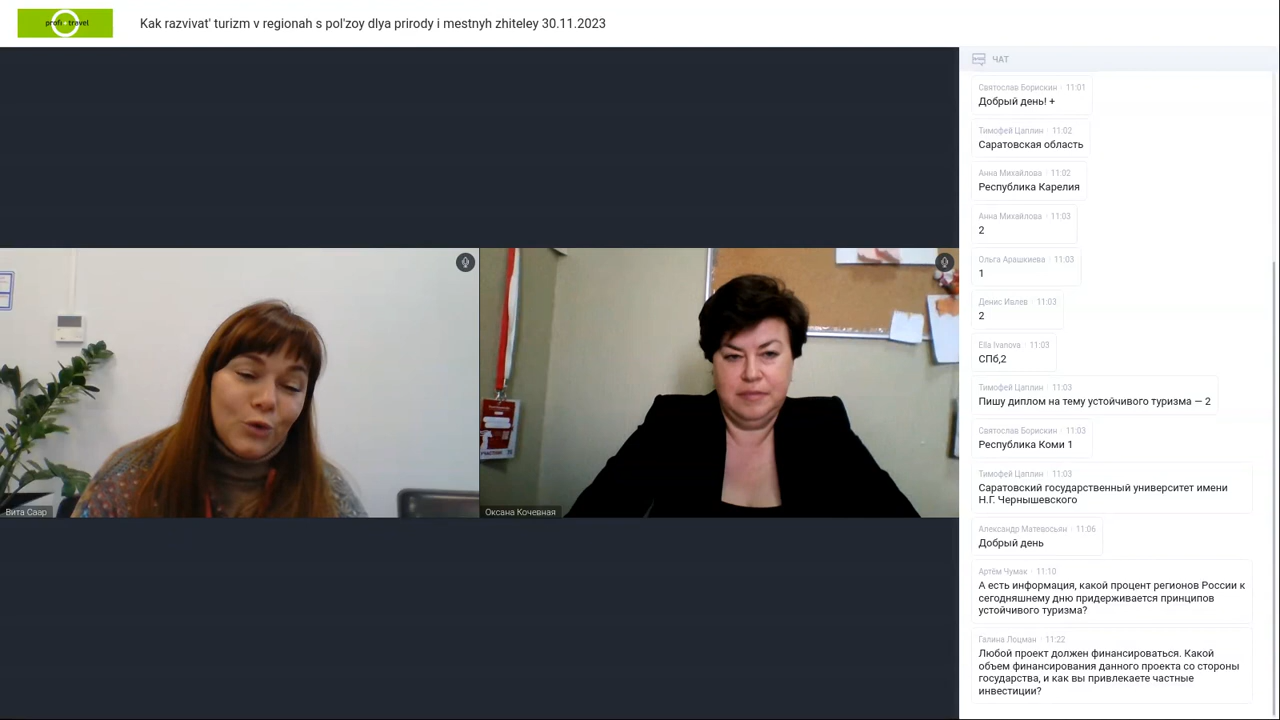 profi travel
Kak razvivat' turizm v regionah s pol'zoy dlya prirody i mestnyh zhiteley 30.11.2023
ЧАТ
Святослав Борискин · 11:01
Добрый день! +
Тимофей Цаплин · 11:02
Саратовская область
Анна Михайлова · 11:02
Республика Карелия
Анна Михайлова · 11:03
2
Ольга Арашкиева · 11:03
1
Денис Ивлев · 11:03
2
Ella Ivanova · 11:03
СПб,2
Тимофей Цаплин · 11:03
Пишу диплом на тему устойчивого туризма — 2
Святослав Борискин · 11:03
Республика Коми 1
Тимофей Цаплин · 11:03
Саратовский государственный университет имени
Н.Г. Чернышевского
Александр Матевосьян · 11:06
Добрый день
Артём Чумак · 11:10
А есть информация, какой процент регионов России к
сегодняшнему дню придерживается принципов
устойчивого туризма?
Галина Лоцман · 11:22
Любой проект должен финансироваться. Какой
объем финансирования данного проекта со стороны
государства, и как вы привлекаете частные
инвестиции?
Вита Саар
Оксана Кочевная
УЧАСТНИК